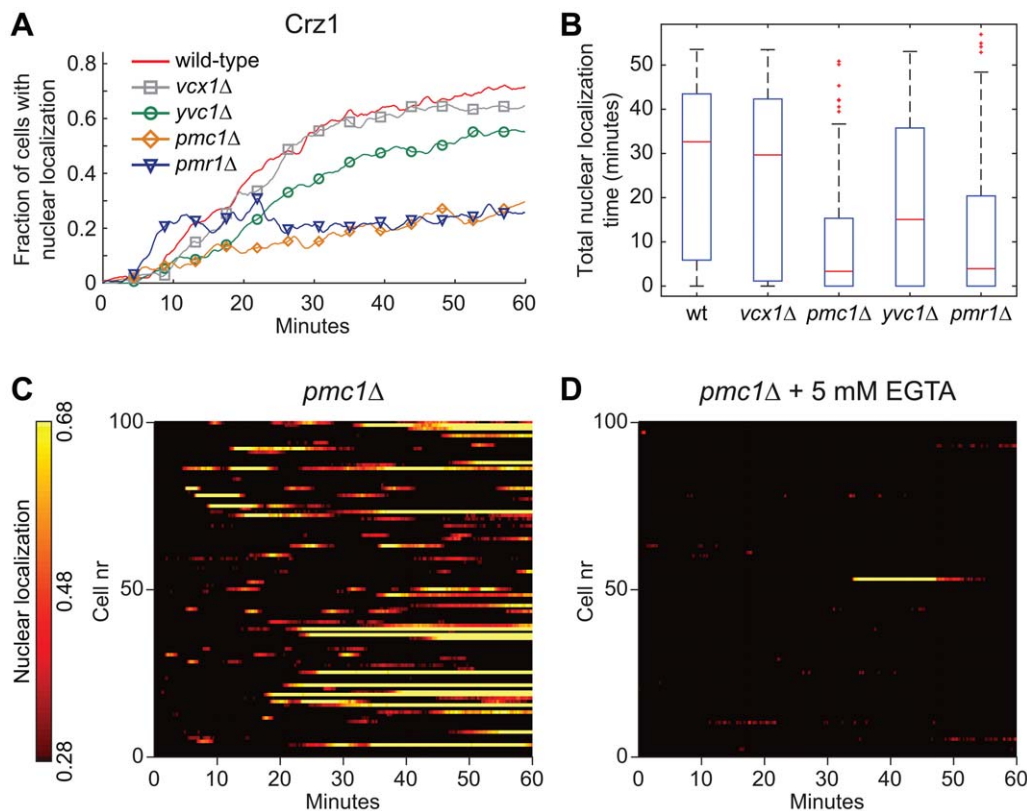 A
Crz1
Fraction of cells with
nuclear localization
0.8
0.6
0.4
0.2
0
wild-type
vcx1Δ
yvc1Δ
pmc1Δ
pmr1Δ
0 10 20 30 40 50 60
Minutes
B
Total nuclear localization
time (minutes)
50
40
30
20
10
0
wt vcx1Δ pmc1Δ yvc1Δ pmr1Δ
C
pmc1Δ
Nuclear localization
0.68
0.48
0.28
Cell nr
100
50
0
0 10 20 30 40 50 60
Minutes
D
pmc1Δ + 5 mM EGTA
Cell nr
100
50
0
0 10 20 30 40 50 60
Minutes